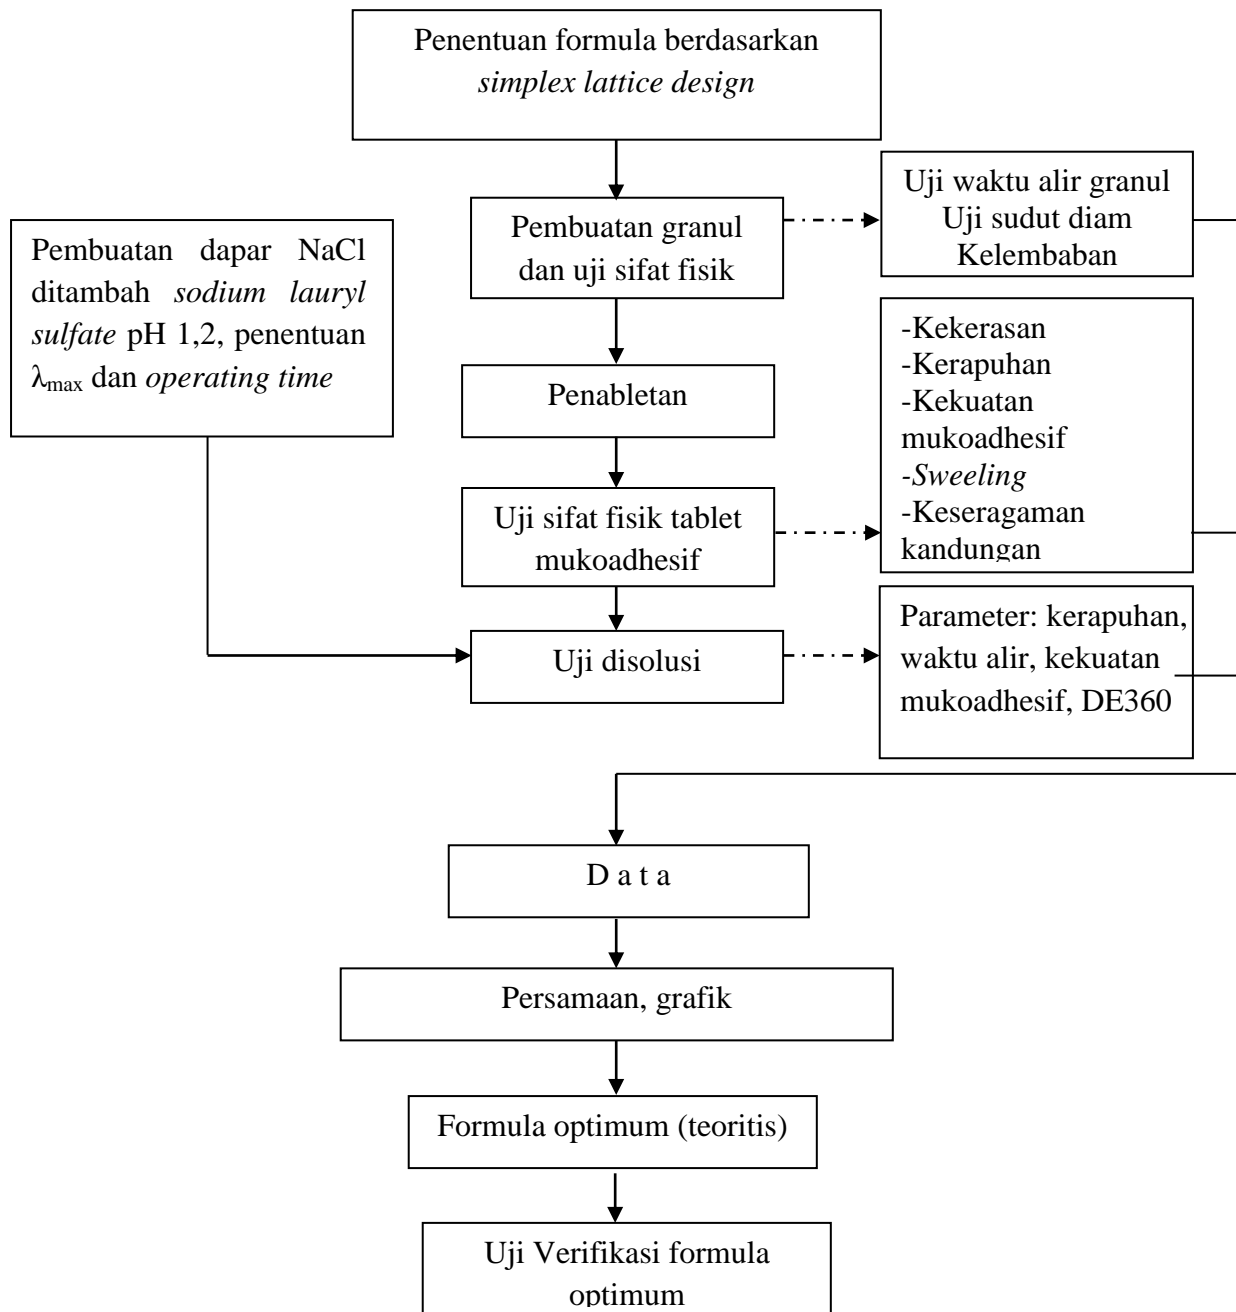 Penentuan formula berdasarkan
simplex lattice design
Uji waktu alir granul
Uji sudut diam
Kelembaban
Pembuatan granul
dan uji sifat fisik
Pembuatan dapar NaCl
ditambah sodium lauryl
sulfate pH 1,2, penentuan
λmax dan operating time
-Kekerasan
-Kerapuhan
-Kekuatan
mukoadhesif
-Sweeling
-Keseragaman
kandungan
Penabletan
Uji sifat fisik tablet
mukoadhesif
Uji disolusi
Parameter: kerapuhan,
waktu alir, kekuatan
mukoadhesif, DE360
D a t a
Persamaan, grafik
Formula optimum (teoritis)
Uji Verifikasi formula
optimum